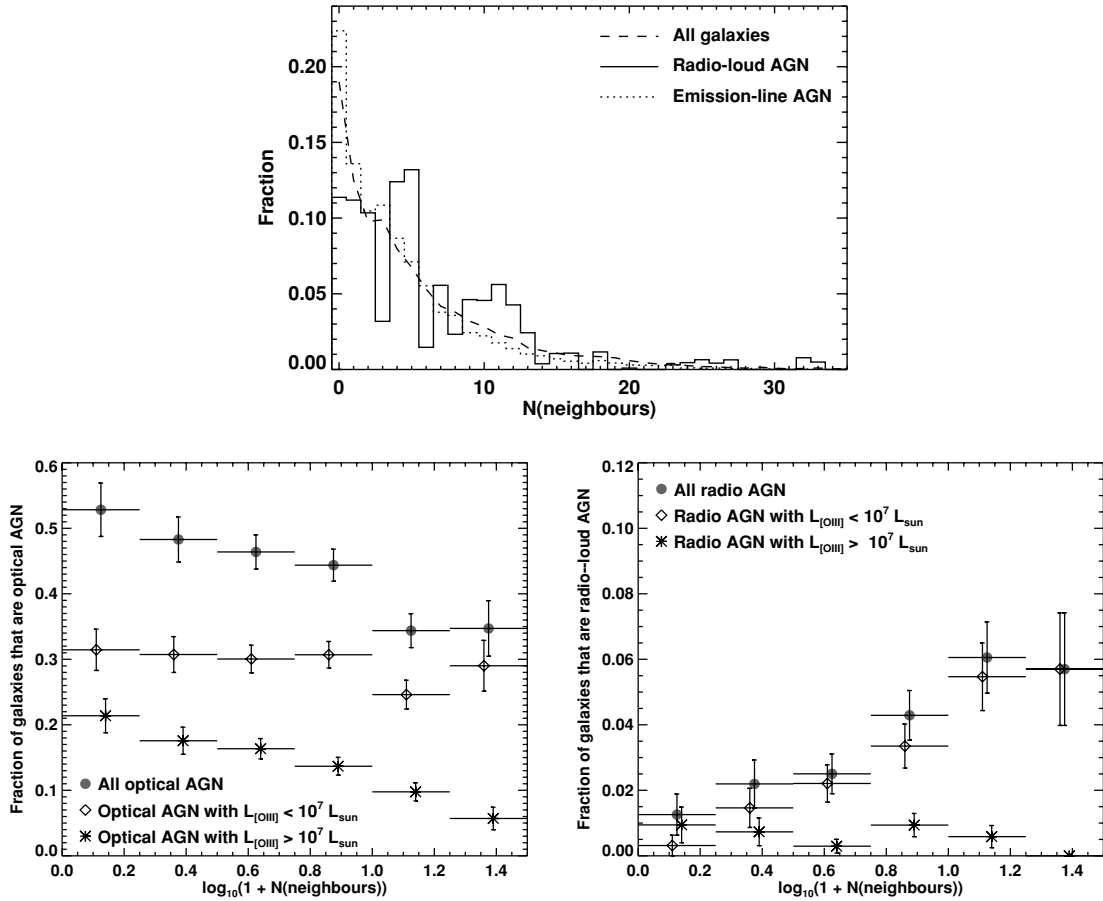 All galaxies
Radio-loud AGN
Emission-line AGN
0.20
0.15
0.10
0.05
0.00
Fraction
0 10 20 30
N(neighbours)
0.6
0.5
0.4
0.3
0.2
0.1
0.0
Fraction of galaxies that are optical AGN
All optical AGN
Optical AGN with L[OIII] < 10^7 Lsun
Optical AGN with L[OIII] > 10^7 Lsun
0.0 0.2 0.4 0.6 0.8 1.0 1.2 1.4
log10(1 + N(neighbours))
0.12
0.10
0.08
0.06
0.04
0.02
0.00
Fraction of galaxies that are radio-loud AGN
All radio AGN
Radio AGN with L[OIII] < 10^7 Lsun
Radio AGN with L[OIII] > 10^7 Lsun
0.0 0.2 0.4 0.6 0.8 1.0 1.2 1.4
log10(1 + N(neighbours))